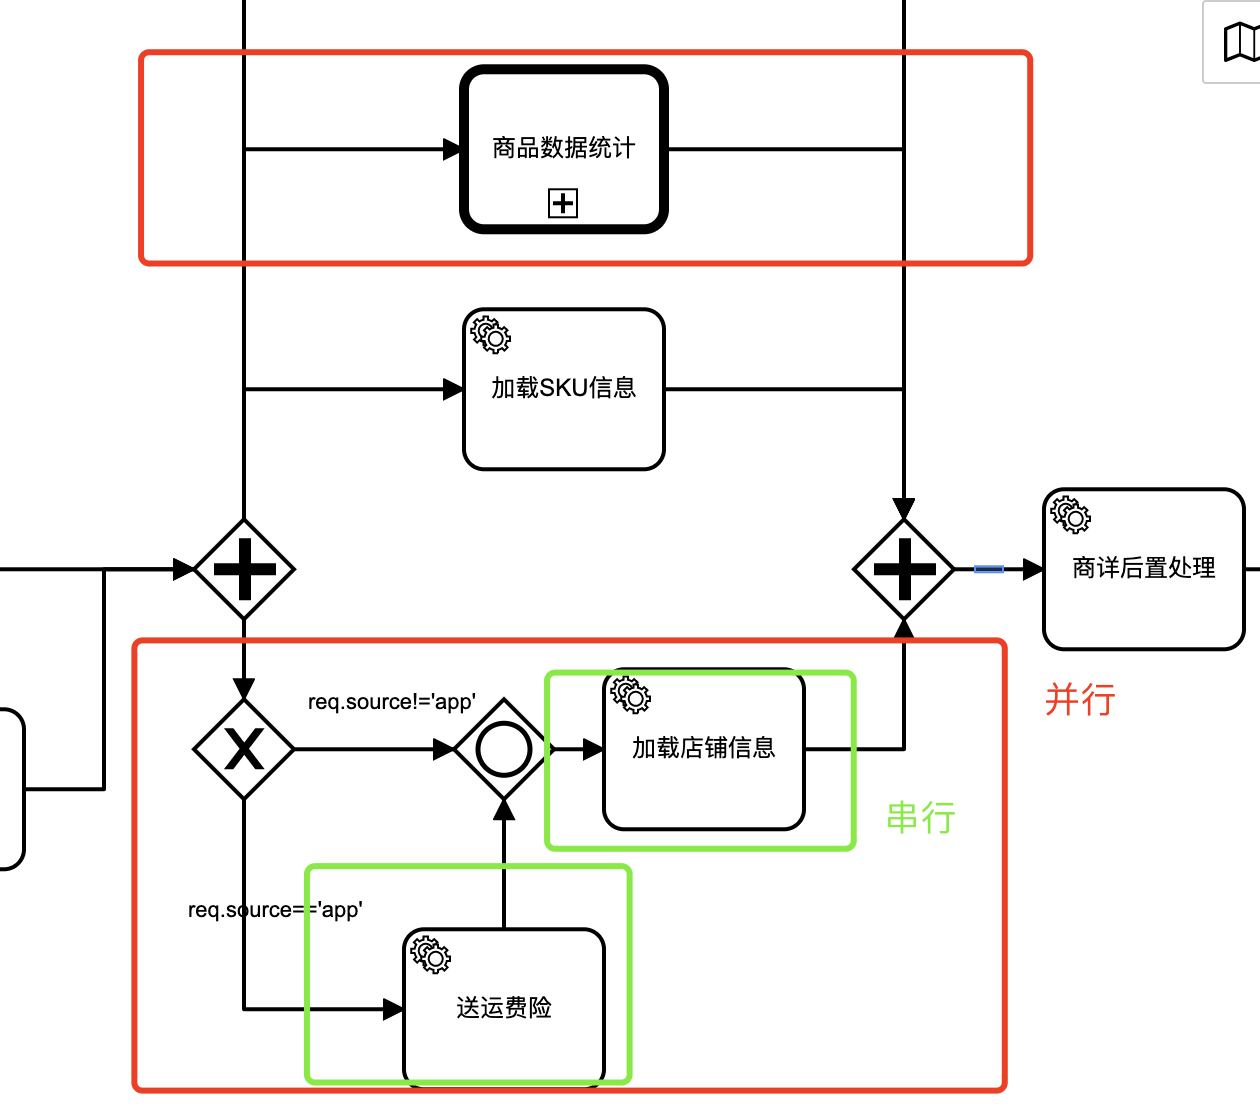 商品数据统计
加载SKU信息
商详后置处理
req.source!='app'
并行
加载店铺信息
串行
req.source=='app'
送运费险